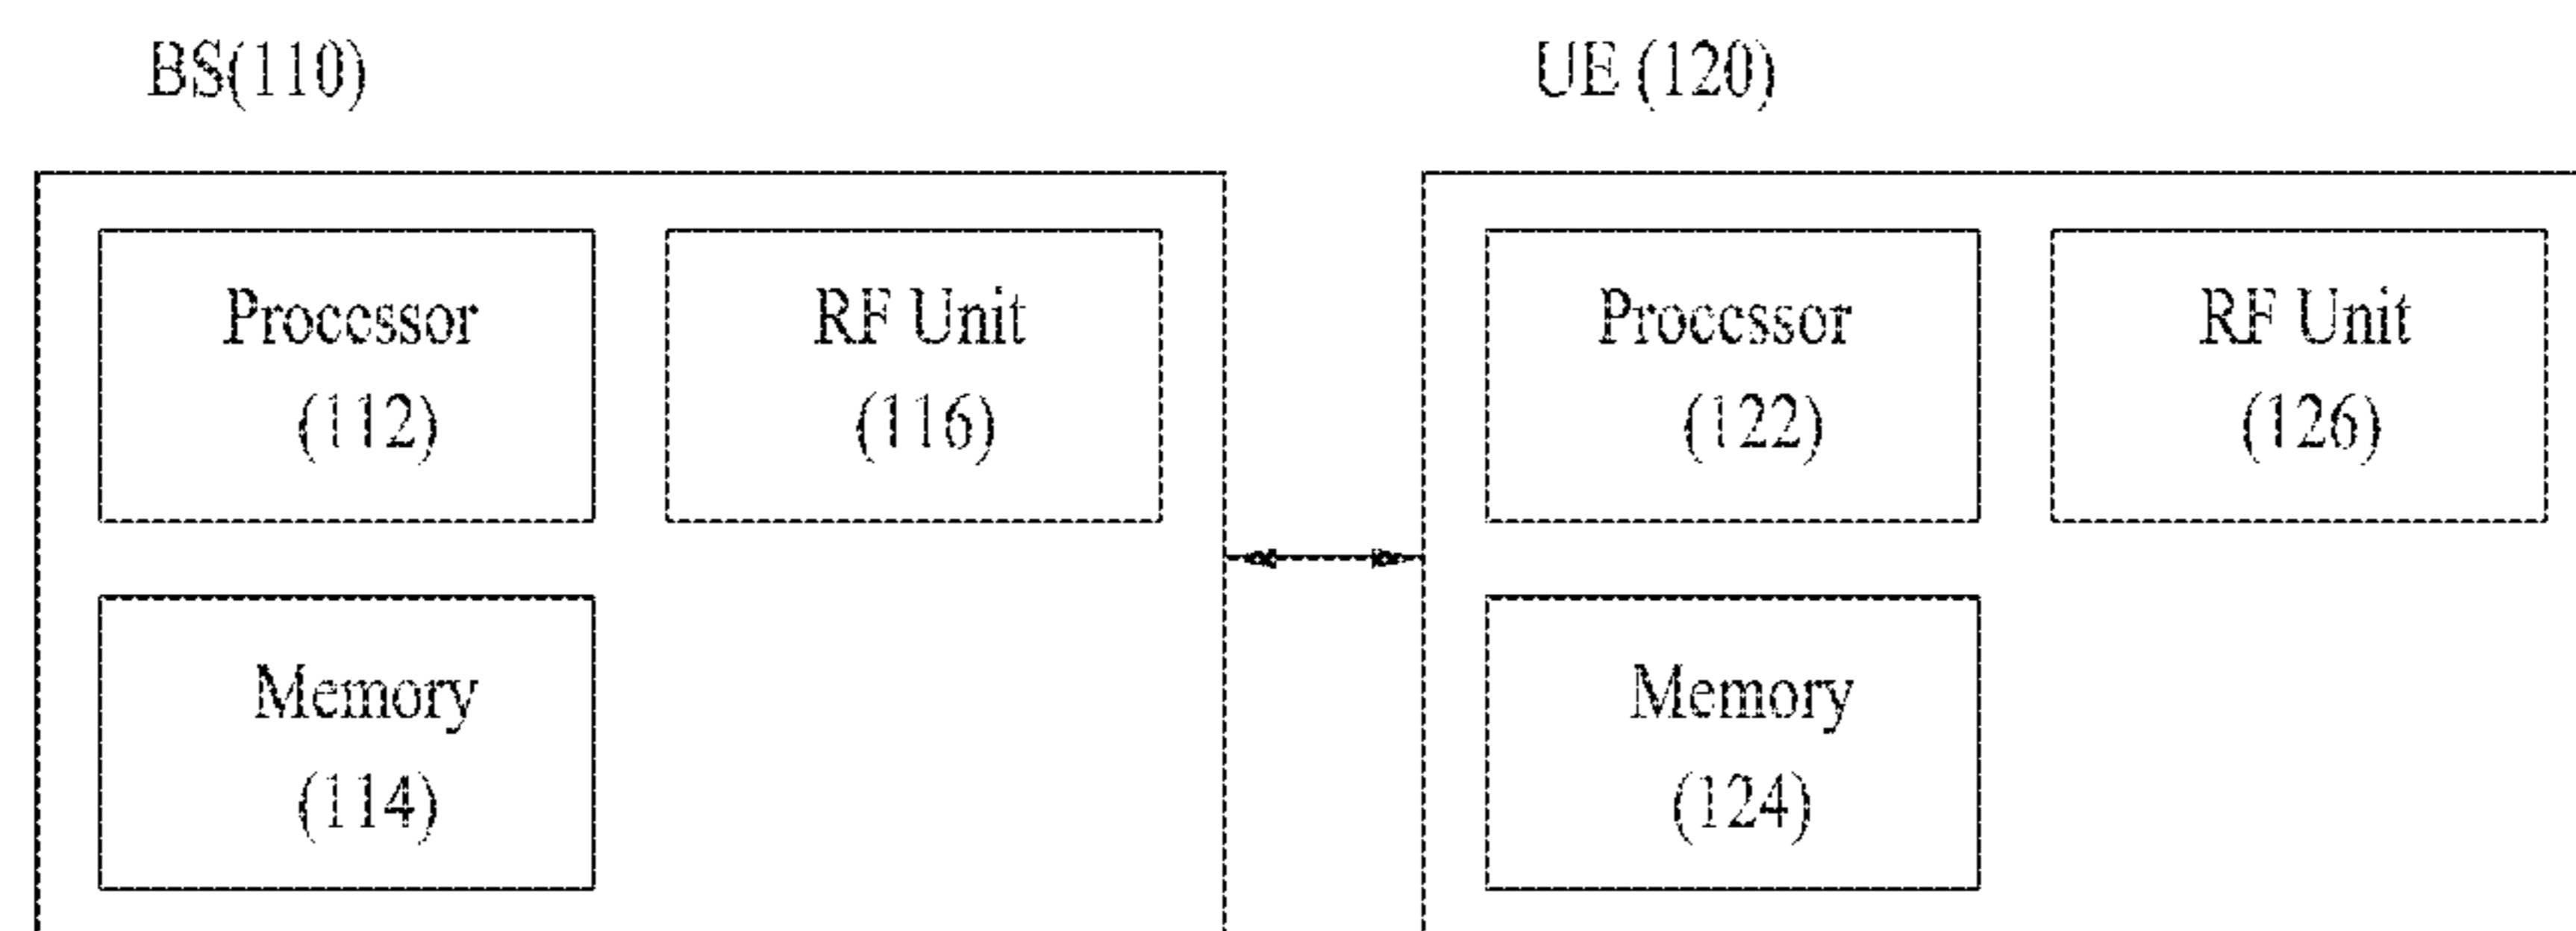 BS(110)
UE (120)
Processor
(112)
RF Unit
(116)
Processor
(122)
RF Unit
(126)
Memory
(114)
Memory
(124)